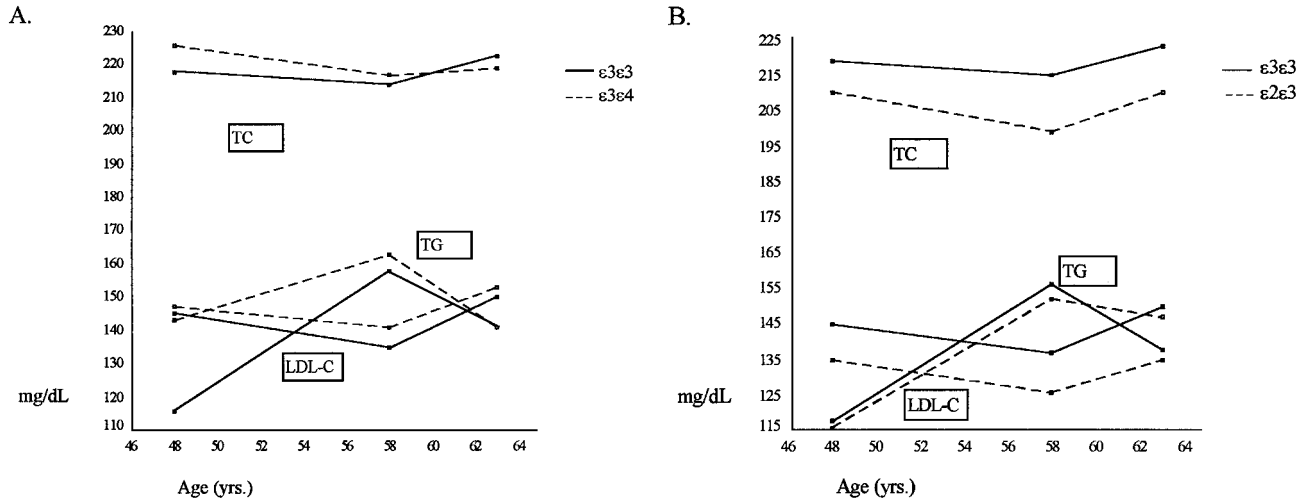 A.
230
220
210
200
190
180
170
160
150
140
130
120
110
mg/dL
46 48 50 52 54 56 58 60 62 64
Age (yrs.)
TC
TG
LDL-C
ε3ε3
ε3ε4
B.
225
215
205
195
185
175
165
155
145
135
125
115
mg/dL
46 48 50 52 54 56 58 60 62 64
Age (yrs.)
TC
TG
LDL-C
ε3ε3
ε2ε3